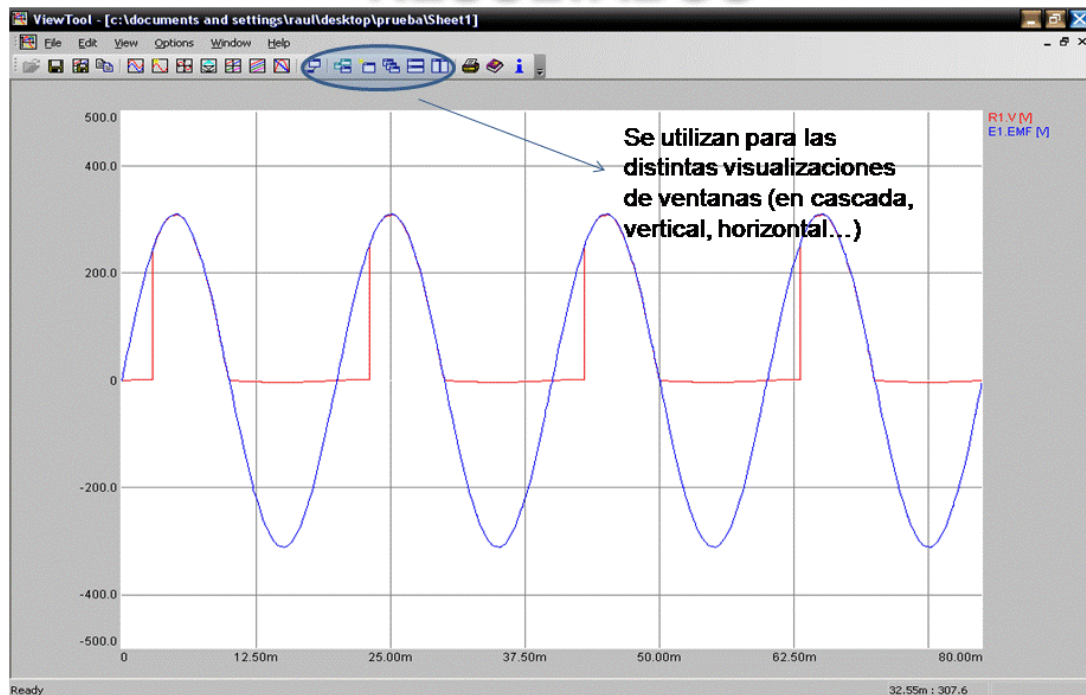 ViewTool - [c:\documents and settings\raul\desktop\prueba\Sheet1]
File Edit View Options Window Help
500.0
400.0
200.0
0
-200.0
-400.0
-500.0
0 12.50m 25.00m 37.50m 50.00m 62.50m 80.00m
R1.V [V]
E1.EMF [V]
Se utilizan para las
distintas visualizaciones
de ventanas (en cascada,
vertical, horizontal...)
Ready
32.55m : 307.6